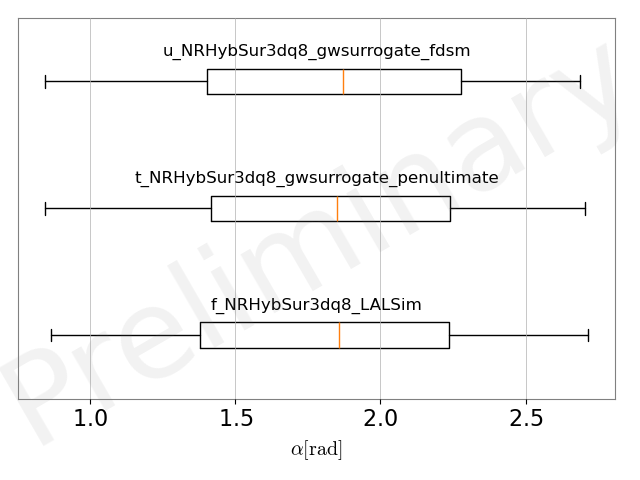 u_NRHybSur3dq8_gwsurrogate_fdsm
t_NRHybSur3dq8_gwsurrogate_penultimate
f_NRHybSur3dq8_LALSim
Preliminary
1.0 1.5 2.0 2.5
α[rad]